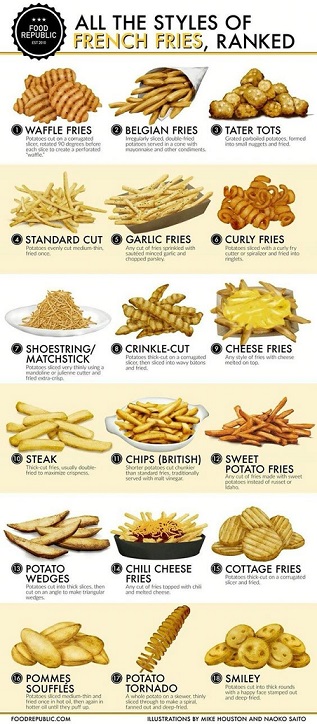 ★★★
FOOD
REPUBLIC
EST 2010
ALL THE STYLES OF
FRENCH FRIES, RANKED
1 WAFFLE FRIES
Potatoes cut on a corrugated
slicer, rotated 90 degrees before
each slice to create a perforated
"waffle."
2 BELGIAN FRIES
Irregularly sliced, double-fried
potatoes served in a cone with
mayonnaise and other condiments.
3 TATER TOTS
Grated parboiled potatoes, formed
into small nuggets and fried.
4 STANDARD CUT
Potatoes evenly cut medium-thin,
fried once.
5 GARLIC FRIES
Any cut of fries sprinkled with
sautéed minced garlic and
chopped parsley.
6 CURLY FRIES
Potatoes sliced with a curly fry
cutter or spiralizer and fried into
ringlets.
7 SHOESTRING/
MATCHSTICK
Potatoes sliced very thinly using a
mandoline or julienne cutter and
fried extra-crisp.
8 CRINKLE-CUT
Potatoes thick-cut on a corrugated
slicer, then sliced into wavy batons
and fried.
9 CHEESE FRIES
Any style of fries with cheese
melted on top.
10 STEAK
Thick-cut fries, usually double-
fried to maximize crispness.
11 CHIPS (BRITISH)
Shorter potatoes cut chunkier
than standard fries, traditionally
served with malt vinegar.
12 SWEET
POTATO FRIES
Any cut of fries made with sweet
potatoes instead of russet or
Idaho.
13 POTATO
WEDGES
Potatoes cut into thick slices, then
cut on an angle to make triangular
wedges.
14 CHILI CHEESE
FRIES
Any cut of fries topped with chili
and melted cheese.
15 COTTAGE FRIES
Potatoes thick-cut on a corrugated
slicer and fried.
16 POMMES
SOUFFLÉS
Potatoes sliced medium-thin and
fried once in hot oil, then again in
hotter oil until they puff up.
17 POTATO
TORNADO
A whole potato on a skewer, thinly
sliced through to make a spiral,
fanned out and deep-fried.
18 SMILEY
Potatoes cut into thick rounds
with a happy face stamped out
and deep-fried.
FOODREPUBLIC.COM
ILLUSTRATIONS BY MIKE HOUSTON AND NAOKO SAITO